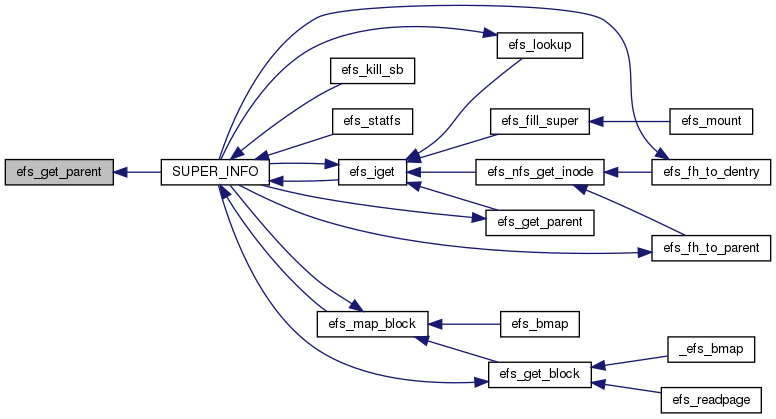 efs_lookup
efs_kill_sb
efs_statfs
efs_fill_super
efs_mount
efs_get_parent
SUPER_INFO
efs_iget
efs_nfs_get_inode
efs_fh_to_dentry
efs_get_parent
efs_fh_to_parent
efs_map_block
efs_bmap
_efs_bmap
efs_get_block
efs_readpage